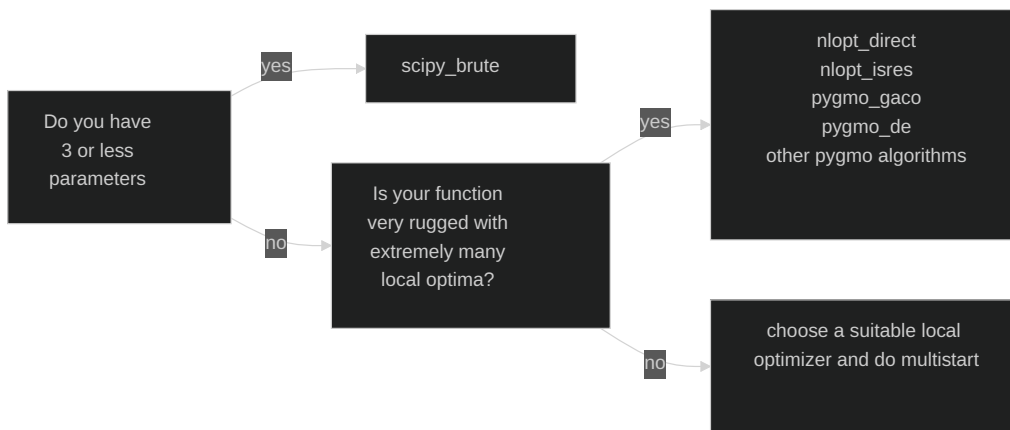 Do you have
3 or less
parameters
yes
scipy_brute
no
Is your function
very rugged with
extremely many
local optima?
yes
nlopt_direct
nlopt_isres
pygmo_gaco
pygmo_de
other pygmo algorithms
no
choose a suitable local
optimizer and do multistart